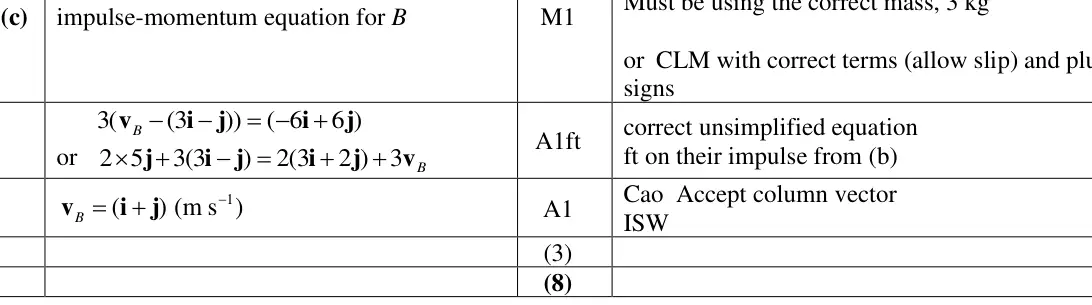 Must be using the correct mass, 3 kg
(c) impulse-momentum equation for B M1
or CLM with correct terms (allow slip) and plu
signs
3(v_B − (3i − j)) = (−6i + 6j)
or 2×5j + 3(3i − j) = 2(3i + 2j) + 3v_B
A1ft
correct unsimplified equation
ft on their impulse from (b)
v_B = (i + j) (m s⁻¹)
A1
Cao Accept column vector
ISW
(3)
(8)